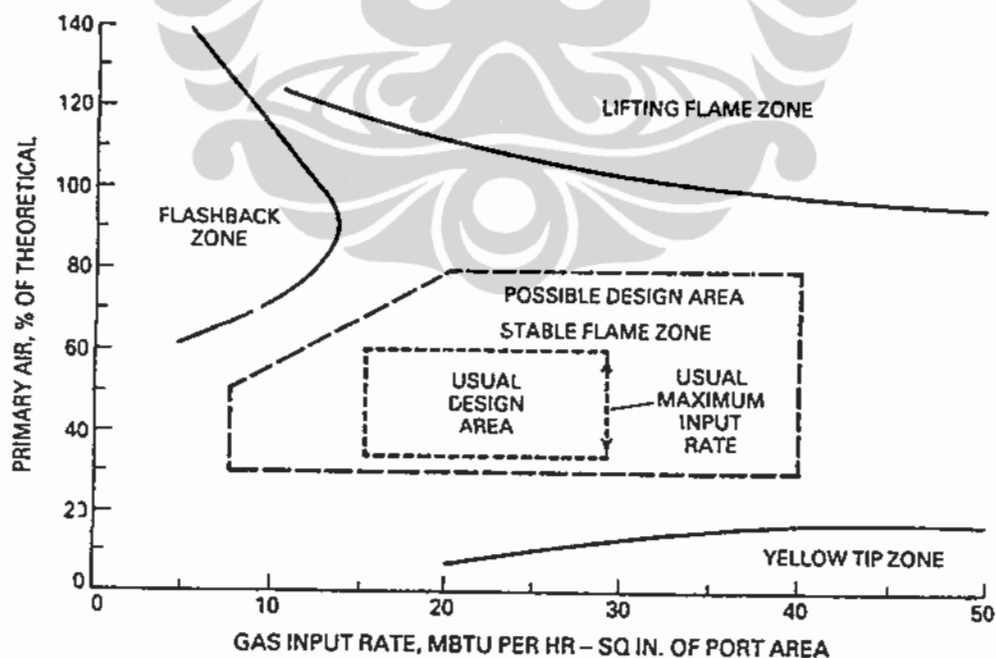 140
120
100
80
60
40
20
0
PRIMARY AIR, % OF THEORETICAL
LIFTING FLAME ZONE
FLASHBACK
ZONE
POSSIBLE DESIGN AREA
STABLE FLAME ZONE
USUAL
DESIGN
AREA
USUAL
MAXIMUM
INPUT
RATE
YELLOW TIP ZONE
0
10
20
30
40
50
GAS INPUT RATE, MBTU PER HR – SQ IN. OF PORT AREA